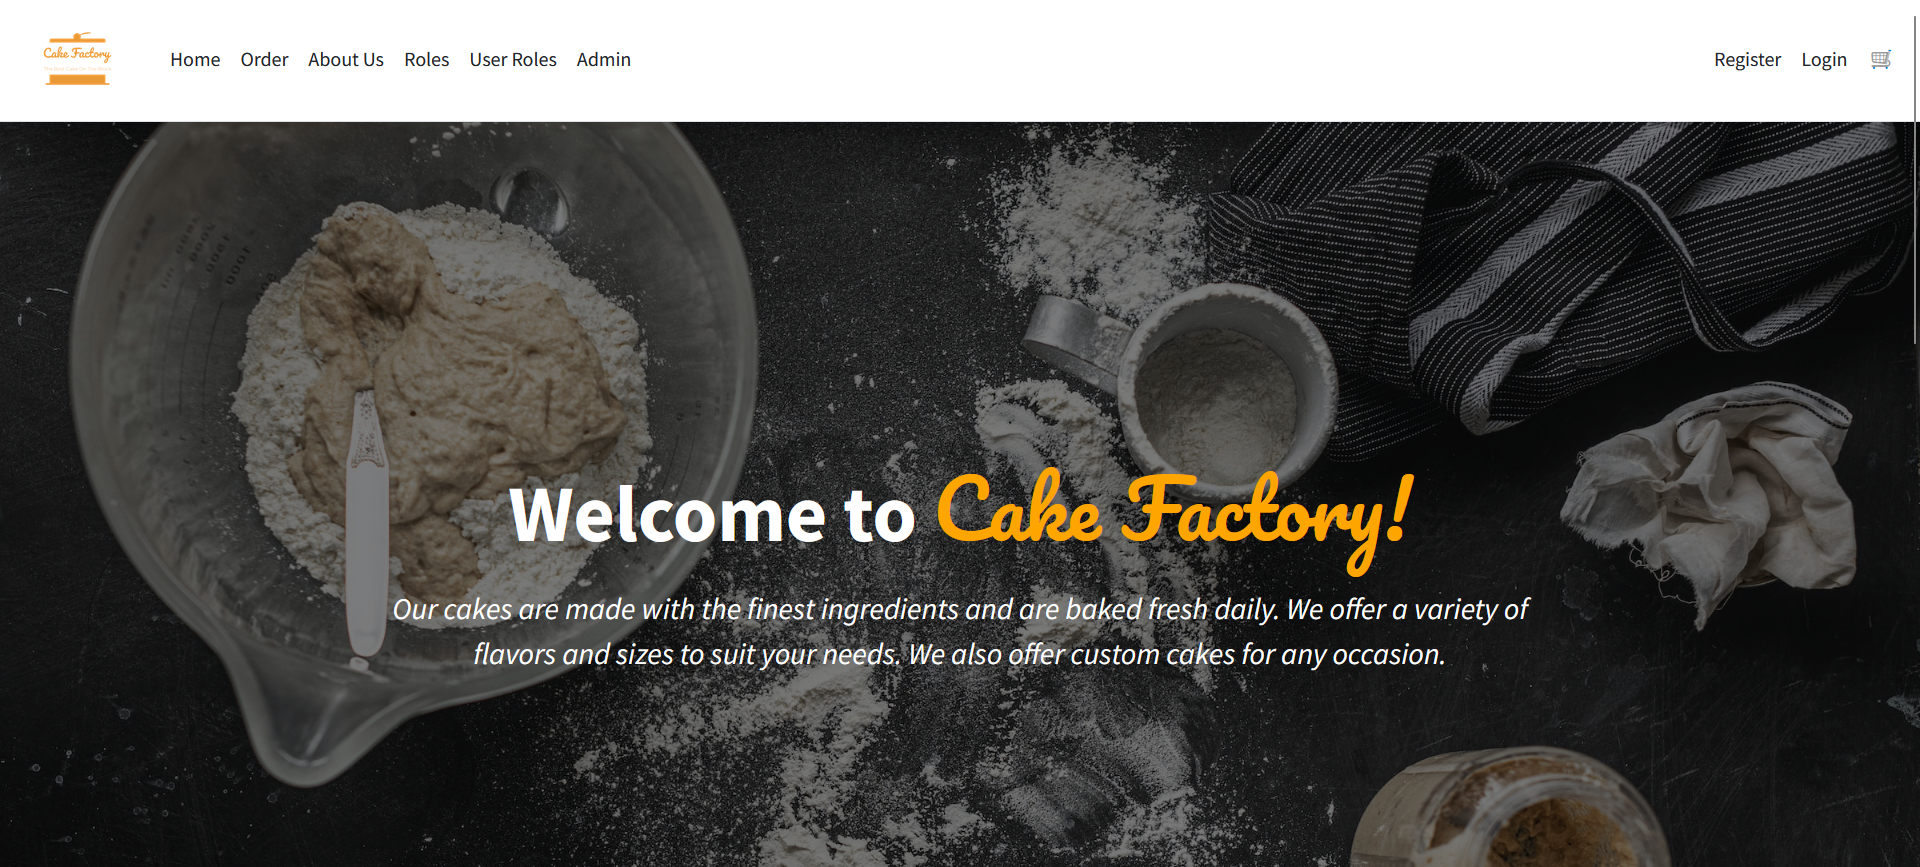 Cake Factory
Home Order About Us Roles User Roles Admin
Register Login
Welcome to Cake Factory!
Our cakes are made with the finest ingredients and are baked fresh daily. We offer a variety of
flavors and sizes to suit your needs. We also offer custom cakes for any occasion.